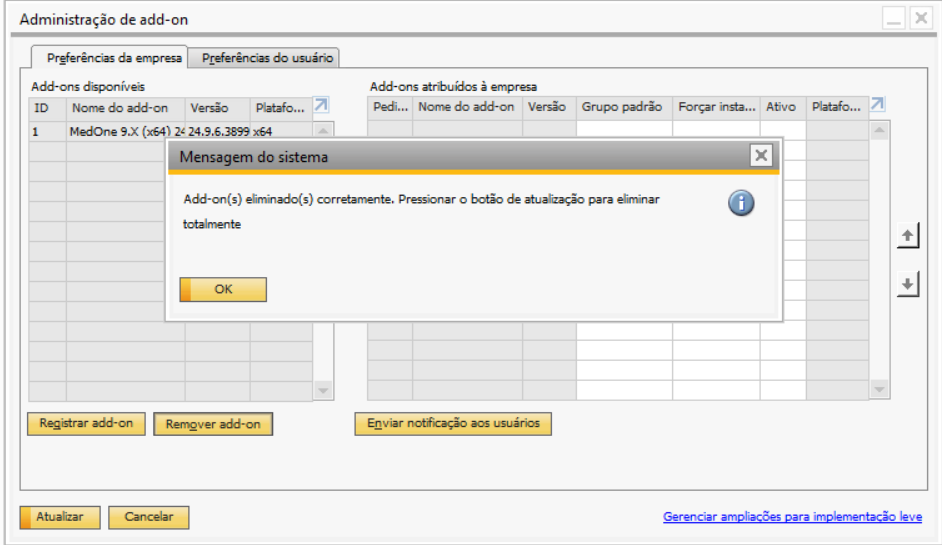 Administração de add-on
Preferências da empresa
Preferências do usuário
Add-ons disponíveis
Add-ons atribuídos à empresa
ID Nome do add-on Versão Platafo...
Pedi... Nome do add-on Versão Grupo padrão Forçar insta... Ativo Platafo...
1 MedOne 9.X (x64) 24 24.9.6.3899 x64
Mensagem do sistema
Add-on(s) eliminado(s) corretamente. Pressionar o botão de atualização para eliminar
totalmente
OK
Registrar add-on
Remover add-on
Enviar notificação aos usuários
Atualizar
Cancelar
Gerenciar ampliações para implementação leve